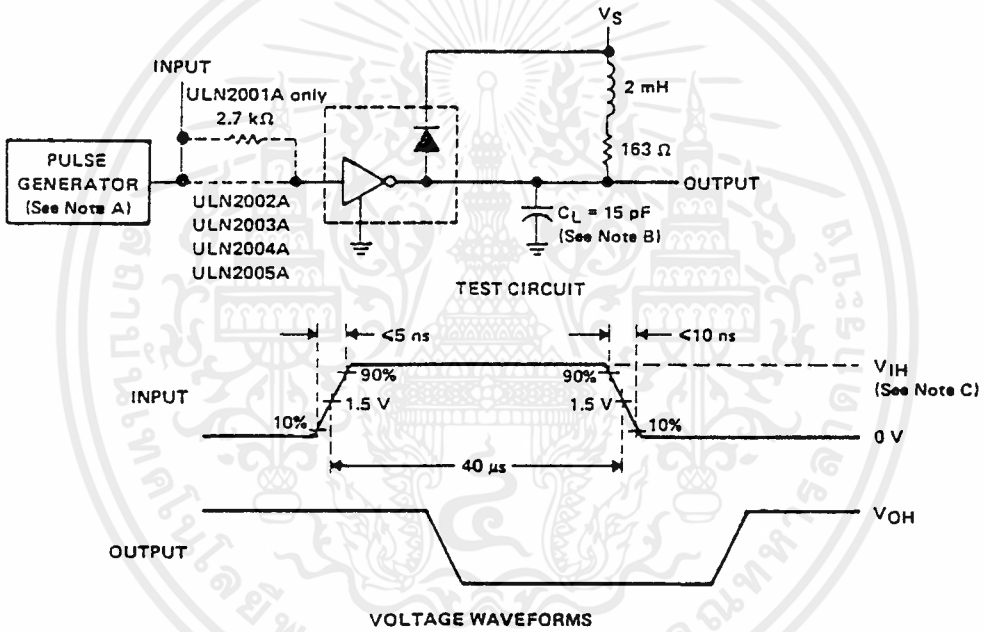 VS
INPUT
ULN2001A only
2.7 kΩ
2 mH
163 Ω
PULSE
GENERATOR
(See Note A)
OUTPUT
ULN2002A
ULN2003A
ULN2004A
ULN2005A
CL = 15 pF
(See Note B)
TEST CIRCUIT
≤5 ns
≤10 ns
90%
90%
VIH
(See Note C)
INPUT
1.5 V
1.5 V
10%
10%
0 V
40 μs
VOH
OUTPUT
VOLTAGE WAVEFORMS